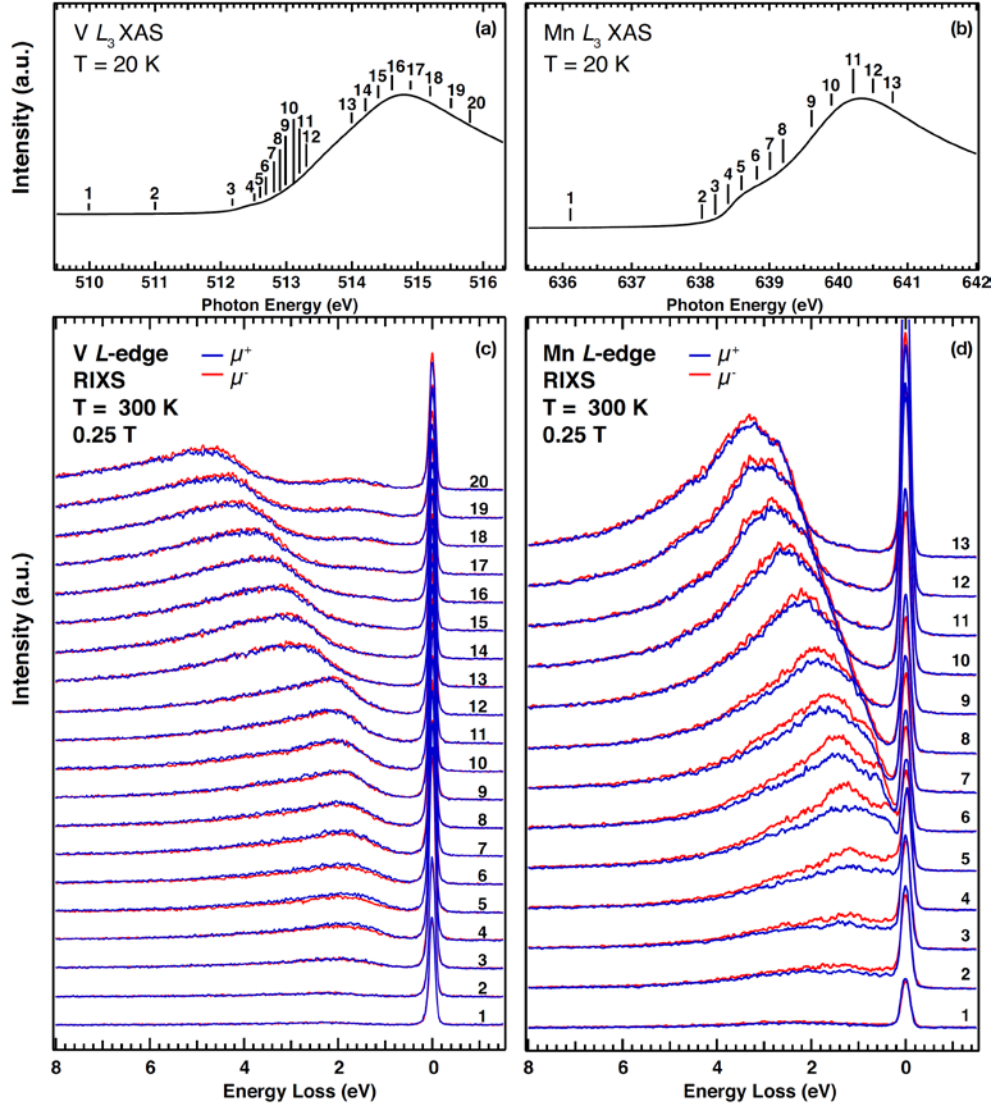 V L3 XAS
T = 20 K
(a)
1 2 3 4 5 6 7 8 9 10 11 12 13 14 15 16 17 18 19 20
Intensity (a.u.)
510 511 512 513 514 515 516
Photon Energy (eV)
Mn L3 XAS
T = 20 K
(b)
1 2 3 4 5 6 7 8 9 10 11 12 13
636 637 638 639 640 641 642
Photon Energy (eV)
V L-edge
RIXS
T = 300 K
0.25 T
μ+
μ-
(c)
20
19
18
17
16
15
14
13
12
11
10
9
8
7
6
5
4
3
2
1
Intensity (a.u.)
8 6 4 2 0
Energy Loss (eV)
Mn L-edge
RIXS
T = 300 K
0.25 T
μ+
μ-
(d)
13
12
11
10
9
8
7
6
5
4
3
2
1
8 6 4 2 0
Energy Loss (eV)